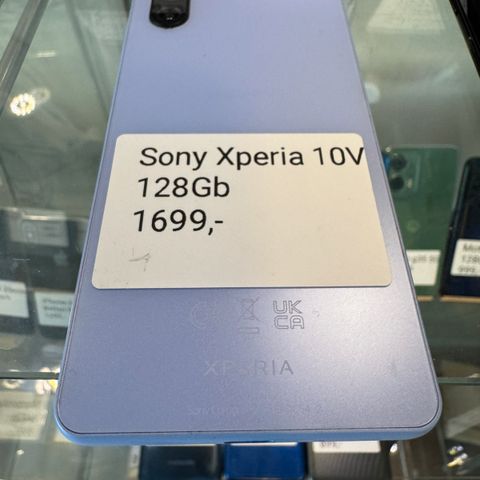 Sony Xperia 10V
128Gb
1699,-
UK
CA
XPERIA